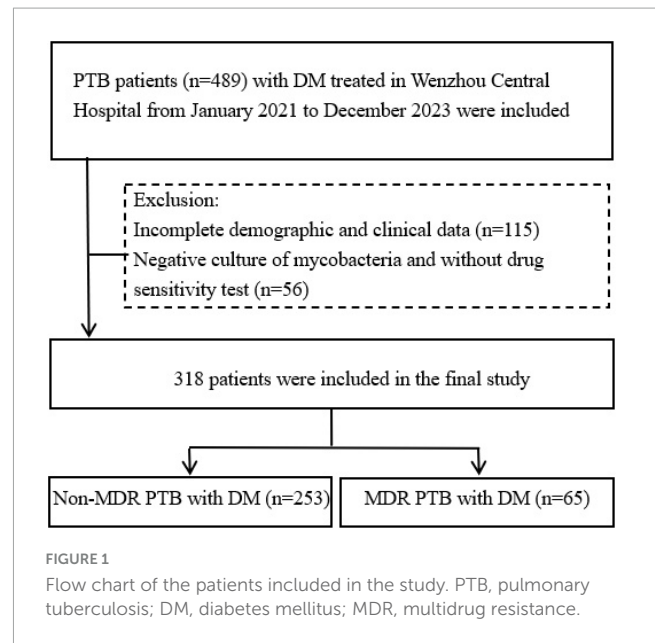 PTB patients (n=489) with DM treated in Wenzhou Central
Hospital from January 2021 to December 2023 were included
Exclusion:
Incomplete demographic and clinical data (n=115)
Negative culture of mycobacteria and without drug
sensitivity test (n=56)
318 patients were included in the final study
Non-MDR PTB with DM (n=253)
MDR PTB with DM (n=65)
FIGURE 1
Flow chart of the patients included in the study. PTB, pulmonary
tuberculosis; DM, diabetes mellitus; MDR, multidrug resistance.